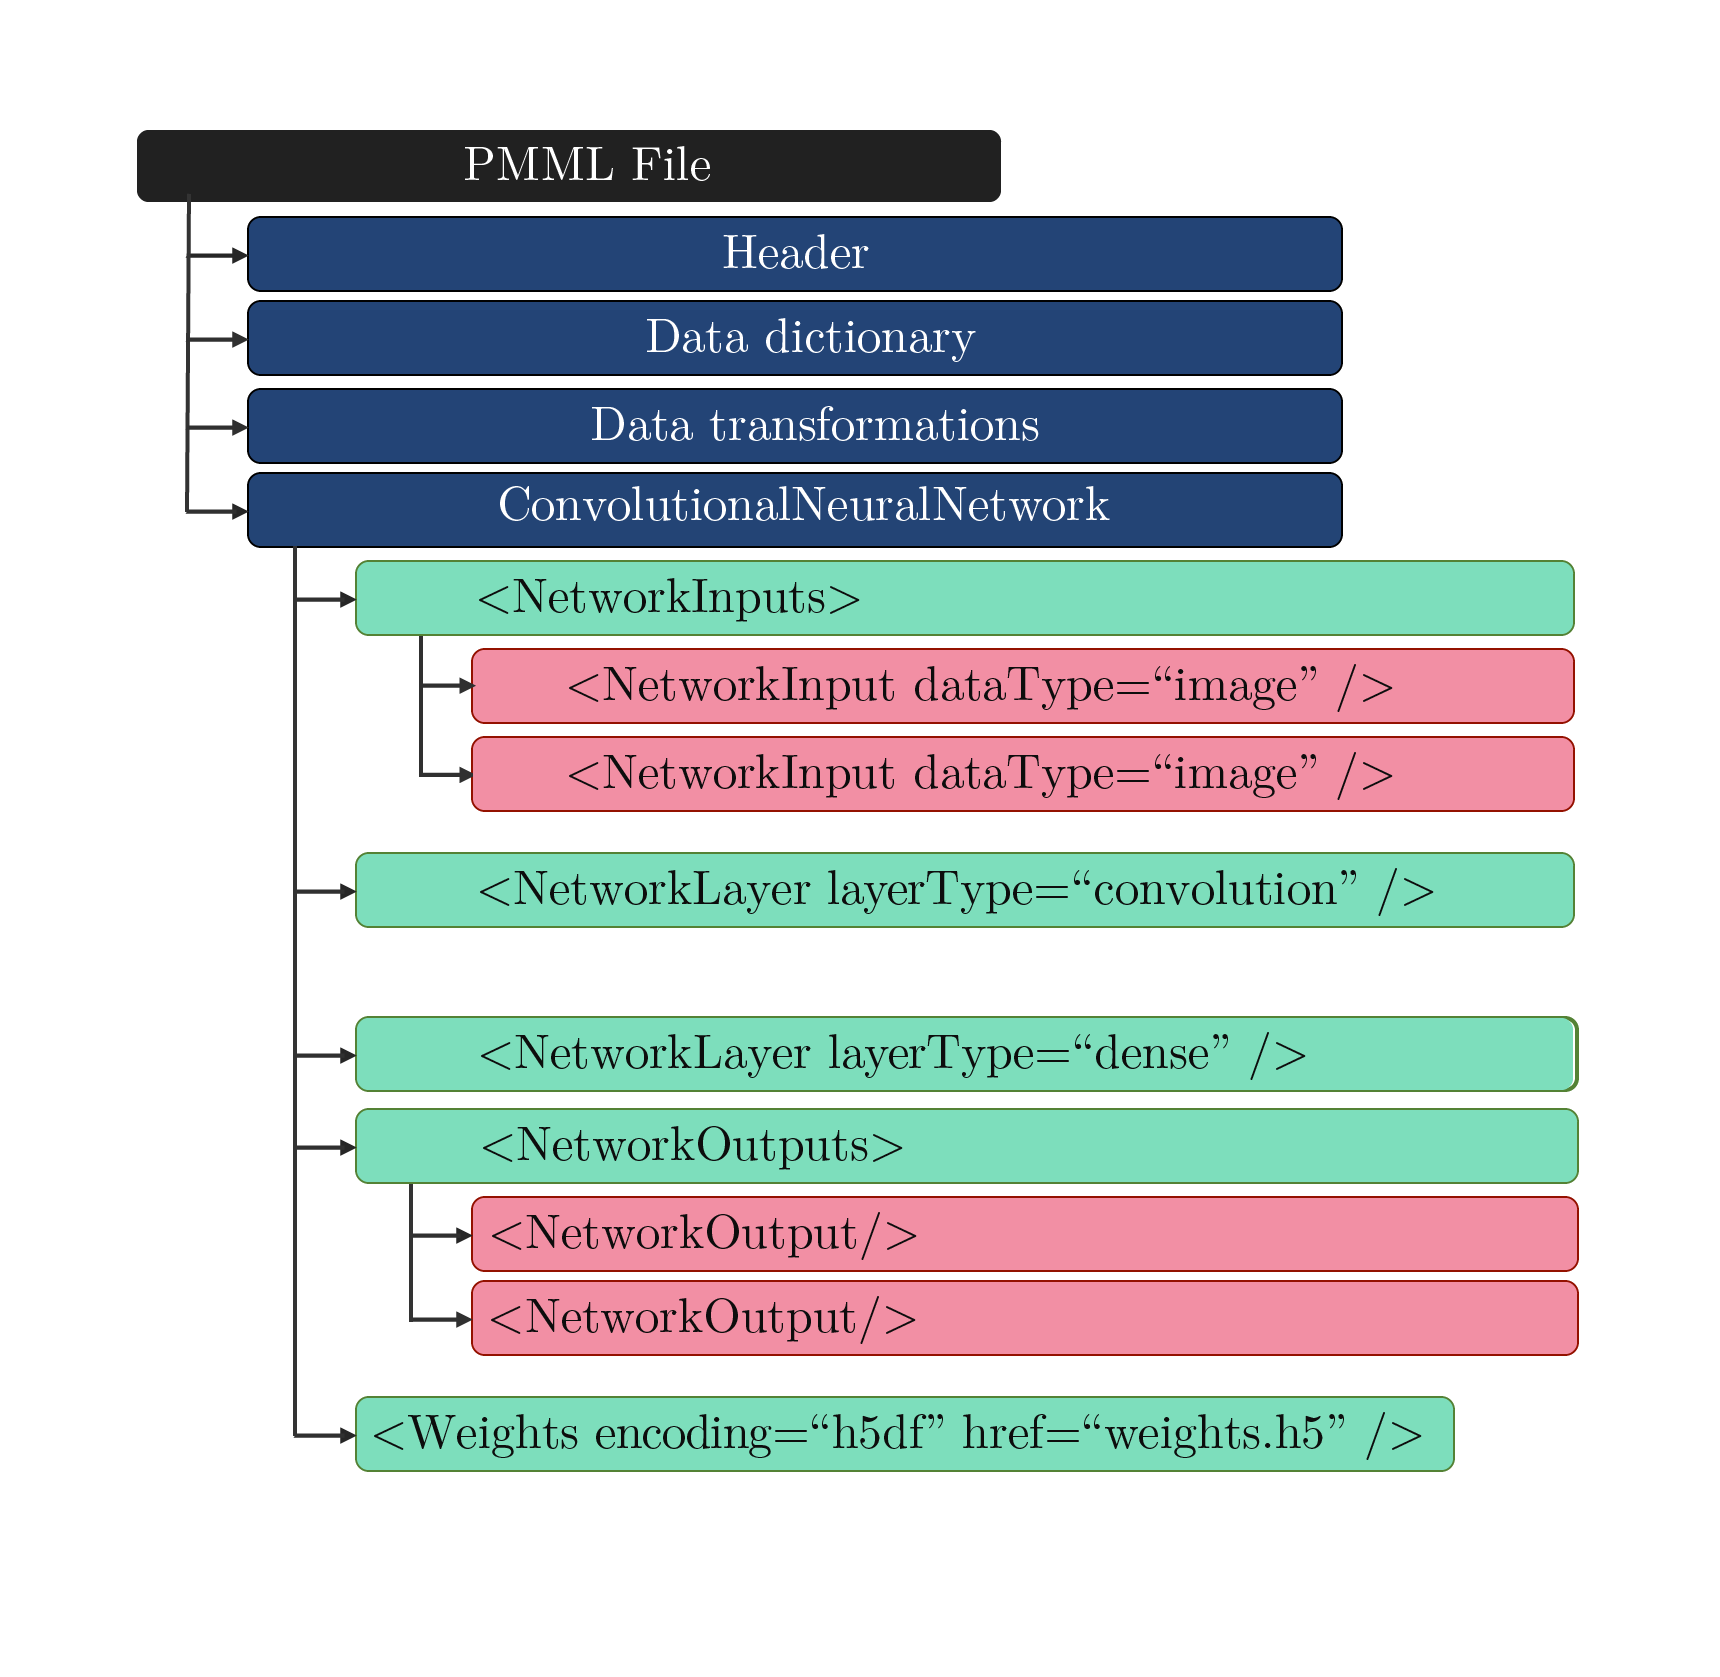 PMML File
Header
Data dictionary
Data transformations
ConvolutionalNeuralNetwork
<NetworkInputs>
<NetworkInput dataType=“image” />
<NetworkInput dataType=“image” />
<NetworkLayer layerType=“convolution” />
<NetworkLayer layerType=“dense” />
<NetworkOutputs>
<NetworkOutput/>
<NetworkOutput/>
<Weights encoding=“h5df” href=“weights.h5” />